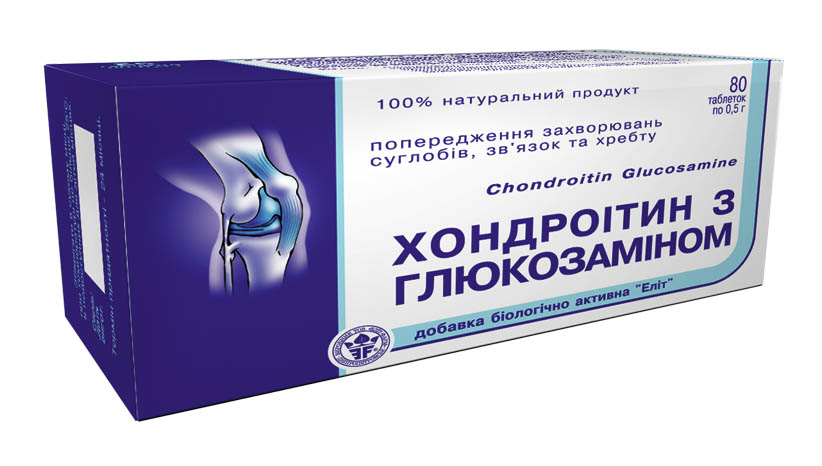 100% натуральний продукт
80
таблеток
по 0,5 г
попередження захворювань
суглобів, зв'язок та хребту
Chondroitin Glucosamine
ХОНДРОІТИН З
ГЛЮКОЗАМІНОМ
добавка біологічно активна "Еліт"